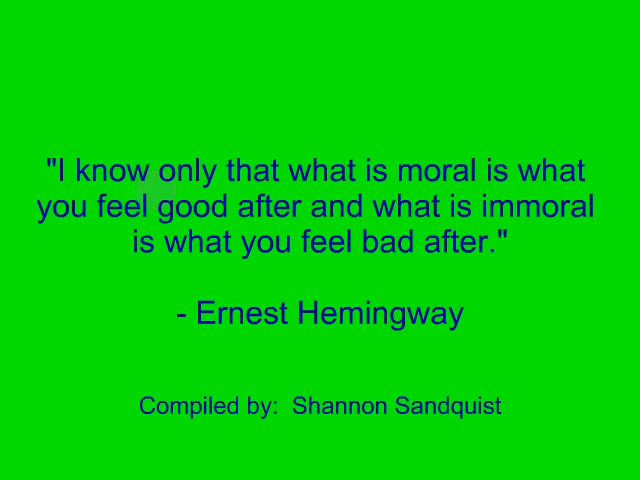 "I know only that what is moral is what
you feel good after and what is immoral
is what you feel bad after."
- Ernest Hemingway
Compiled by:  Shannon Sandquist